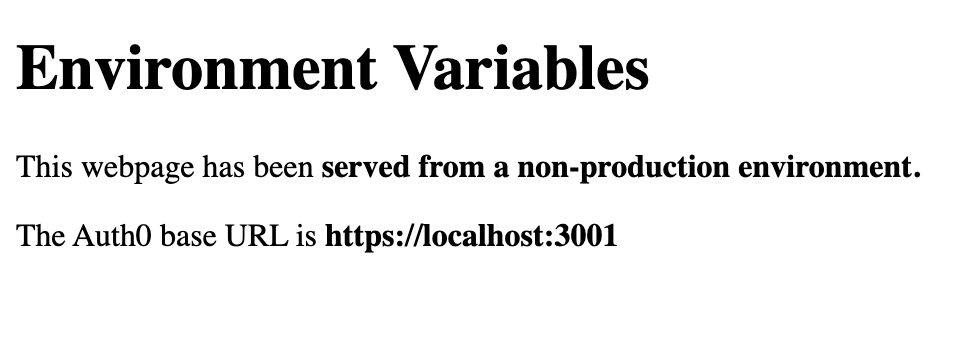 Environment Variables
This webpage has been served from a non-production environment.
The Auth0 base URL is https://localhost:3001